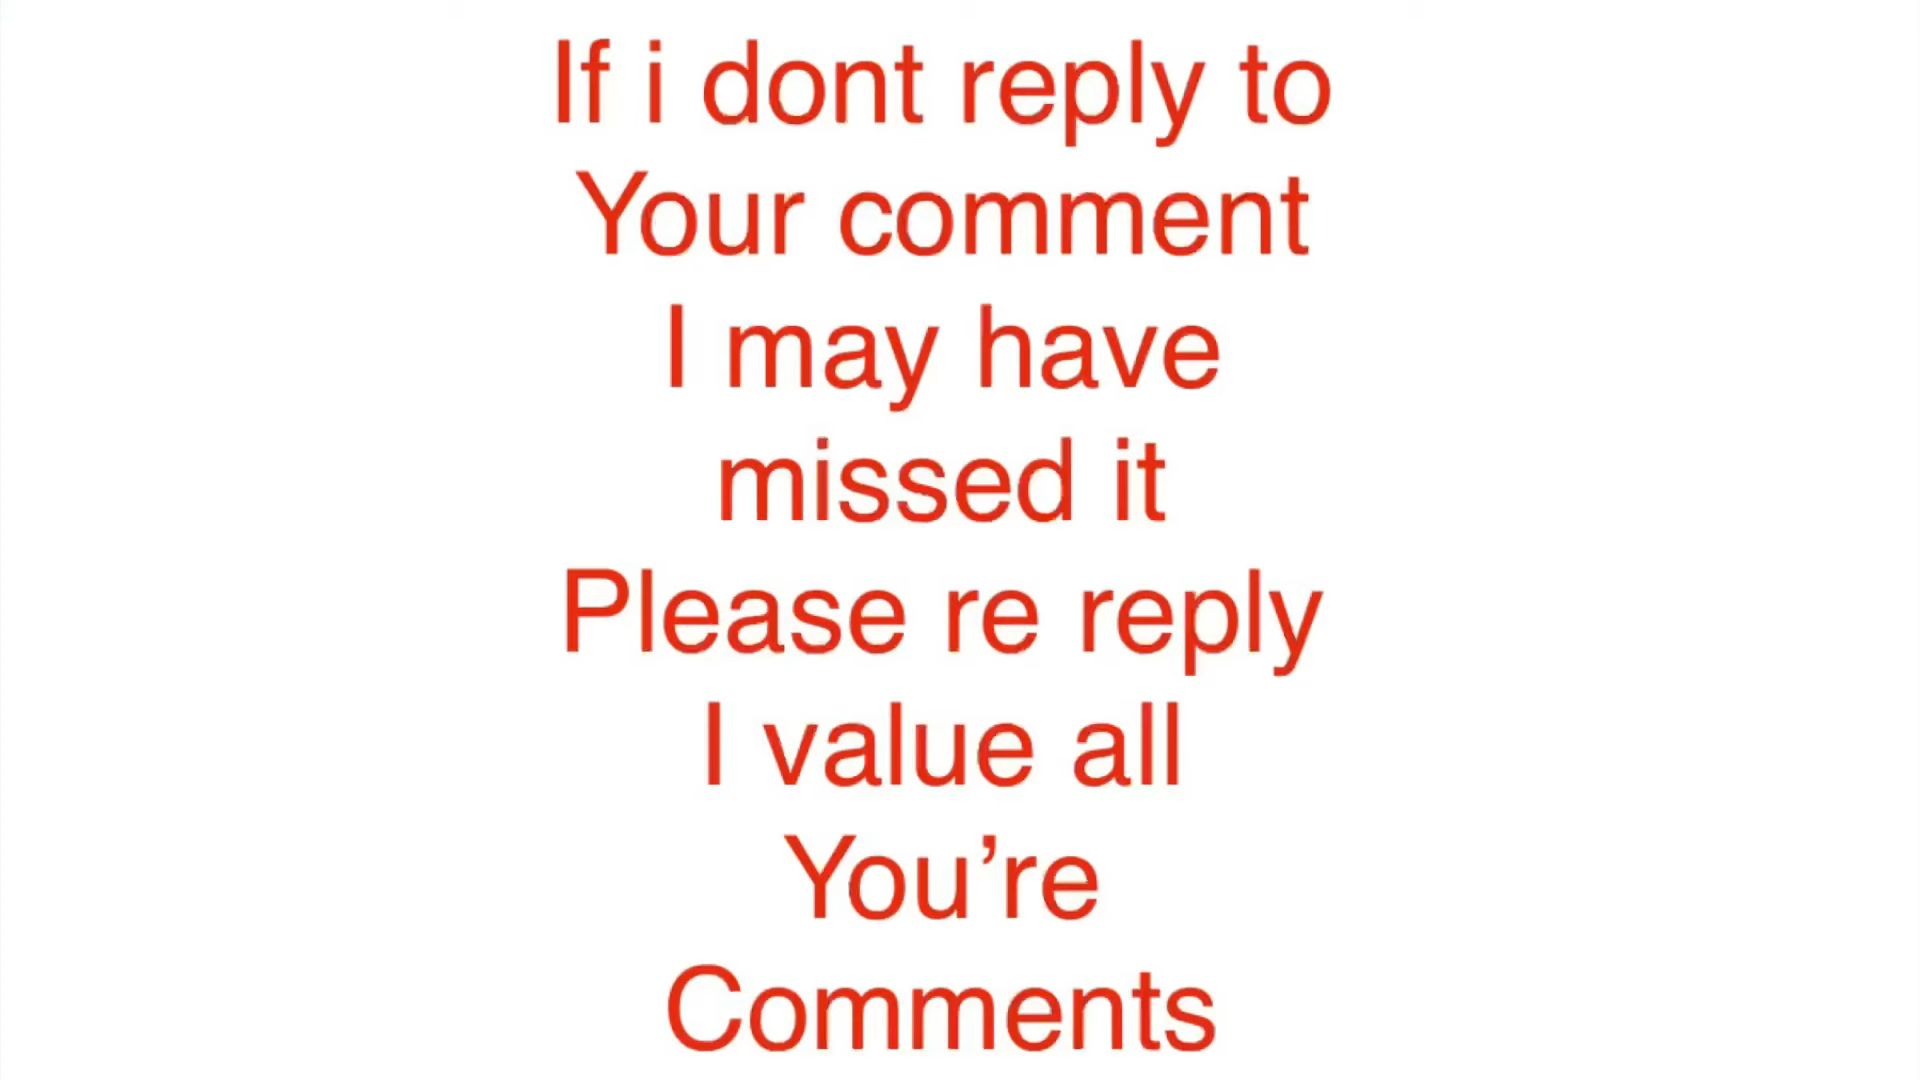 If i dont reply to
Your comment
I may have
missed it
Please re reply
I value all
You’re
Comments